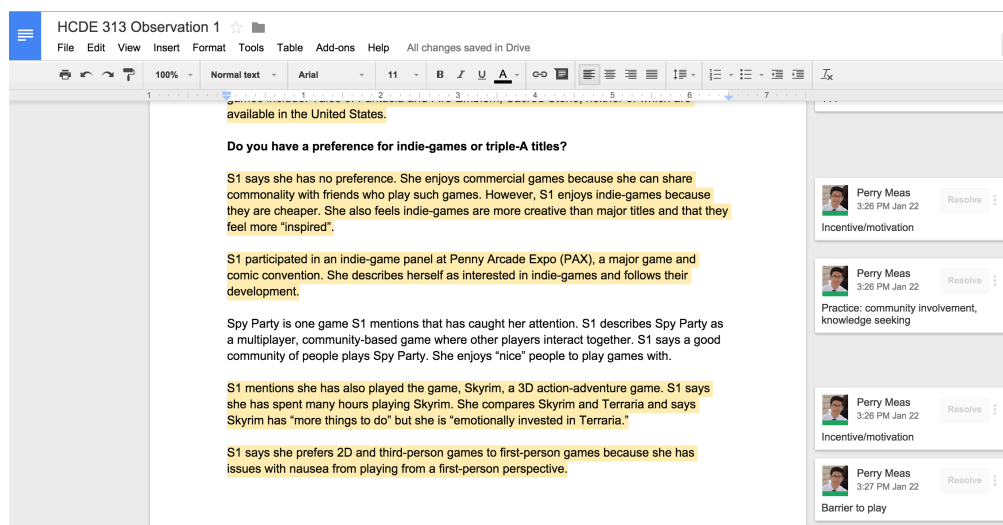 HCDE 313 Observation 1
File Edit View Insert Format Tools Table Add-ons Help All changes saved in Drive
100% Normal text Arial 11 B I U A
1 1 2 3 4 5 6 7
available in the United States.
Do you have a preference for indie-games or triple-A titles?
S1 says she has no preference. She enjoys commercial games because she can share
commonality with friends who play such games. However, S1 enjoys indie-games because
they are cheaper. She also feels indie-games are more creative than major titles and that they
feel more “inspired”.
S1 participated in an indie-game panel at Penny Arcade Expo (PAX), a major game and
comic convention. She describes herself as interested in indie-games and follows their
development.
Spy Party is one game S1 mentions that has caught her attention. S1 describes Spy Party as
a multiplayer, community-based game where other players interact together. S1 says a good
community of people plays Spy Party. She enjoys “nice” people to play games with.
S1 mentions she has also played the game, Skyrim, a 3D action-adventure game. S1 says
she has spent many hours playing Skyrim. She compares Skyrim and Terraria and says
Skyrim has “more things to do” but she is “emotionally invested in Terraria.”
S1 says she prefers 2D and third-person games to first-person games because she has
issues with nausea from playing from a first-person perspective.
Perry Meas
3:26 PM Jan 22
Resolve
Incentive/motivation
Perry Meas
3:26 PM Jan 22
Resolve
Practice: community involvement,
knowledge seeking
Perry Meas
3:26 PM Jan 22
Resolve
Incentive/motivation
Perry Meas
3:27 PM Jan 22
Resolve
Barrier to play